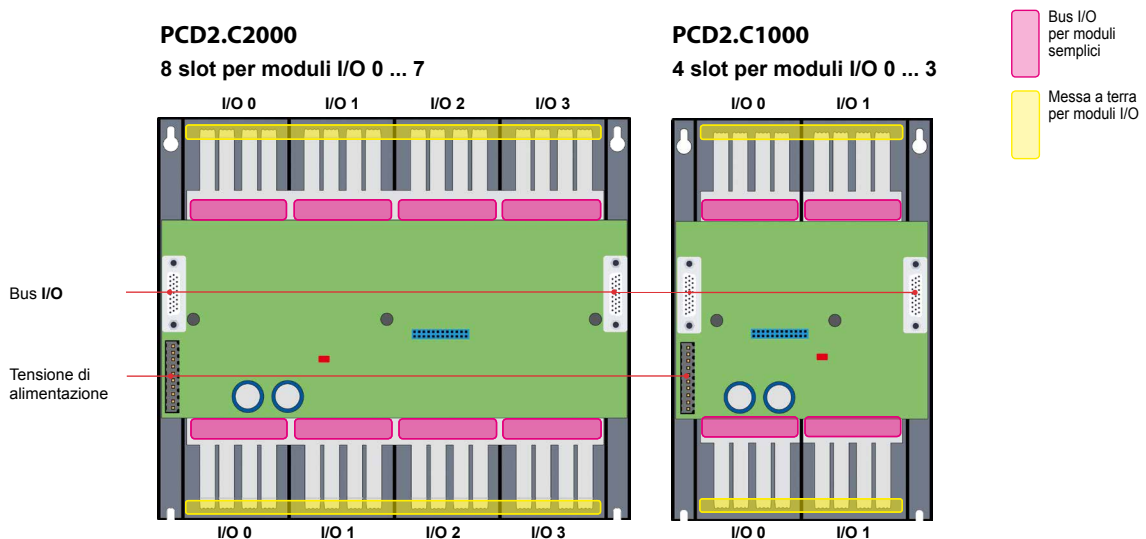 PCD2.C2000
8 slot per moduli I/O 0 ... 7
I/O 0 I/O 1 I/O 2 I/O 3
PCD2.C1000
4 slot per moduli I/O 0 ... 3
I/O 0 I/O 1
Bus I/O
per moduli
semplici
Messa a terra
per moduli I/O
Bus I/O
Tensione di
alimentazione
I/O 0 I/O 1 I/O 2 I/O 3
I/O 0 I/O 1